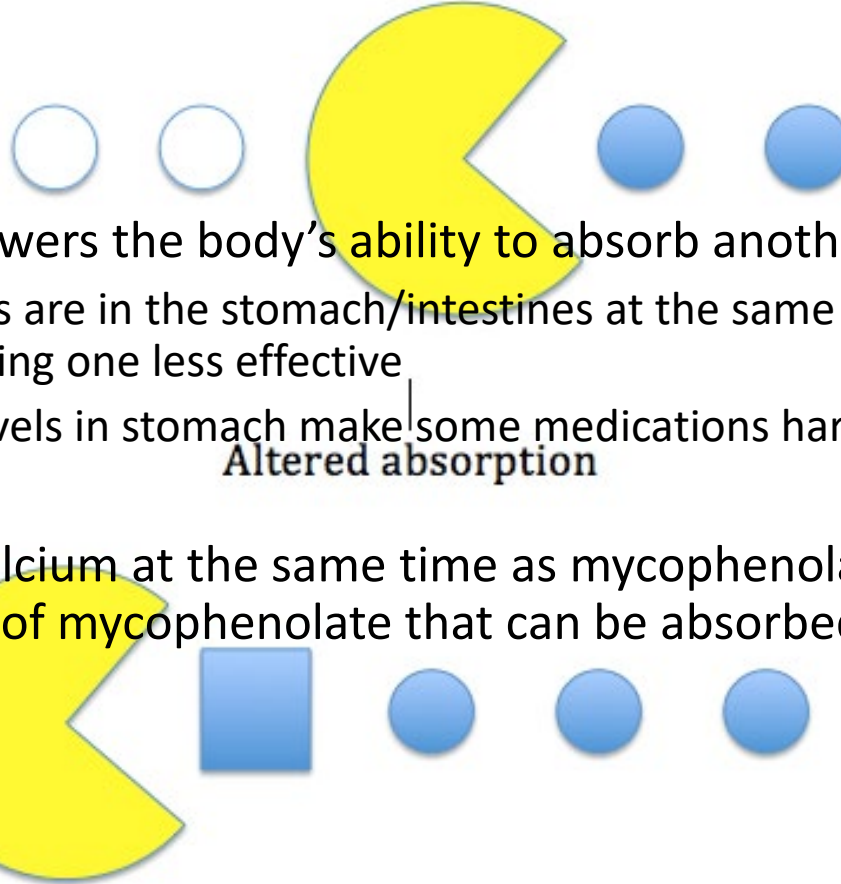 wers the body’s ability to absorb anoth
s are in the stomach/intestines at the same
ing one less effective
vels in stomach make some medications har
Altered absorption
lcium at the same time as mycophenola
of mycophenolate that can be absorbed